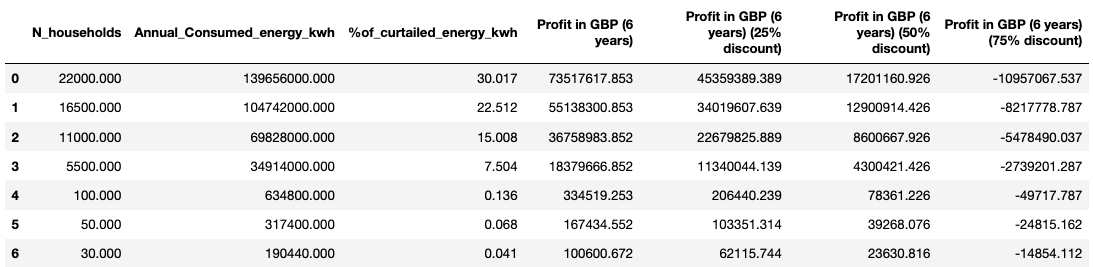 N_households Annual_Consumed_energy_kwh %of_curtailed_energy_kwh Profit in GBP (6 years) Profit in GBP (6 years) (25% discount) Profit in GBP (6 years) (50% discount) Profit in GBP (6 years) (75% discount)
0 22000.000 139656000.000 30.017 73517617.853 45359389.389 17201160.926 -10957067.537
1 16500.000 104742000.000 22.512 55138300.853 34019607.639 12900914.426 -8217778.787
2 11000.000 69828000.000 15.008 36758983.852 22679825.889 8600667.926 -5478490.037
3 5500.000 34914000.000 7.504 18379666.852 11340044.139 4300421.426 -2739201.287
4 100.000 634800.000 0.136 334519.253 206440.239 78361.226 -49717.787
5 50.000 317400.000 0.068 167434.552 103351.314 39268.076 -24815.162
6 30.000 190440.000 0.041 100600.672 62115.744 23630.816 -14854.112